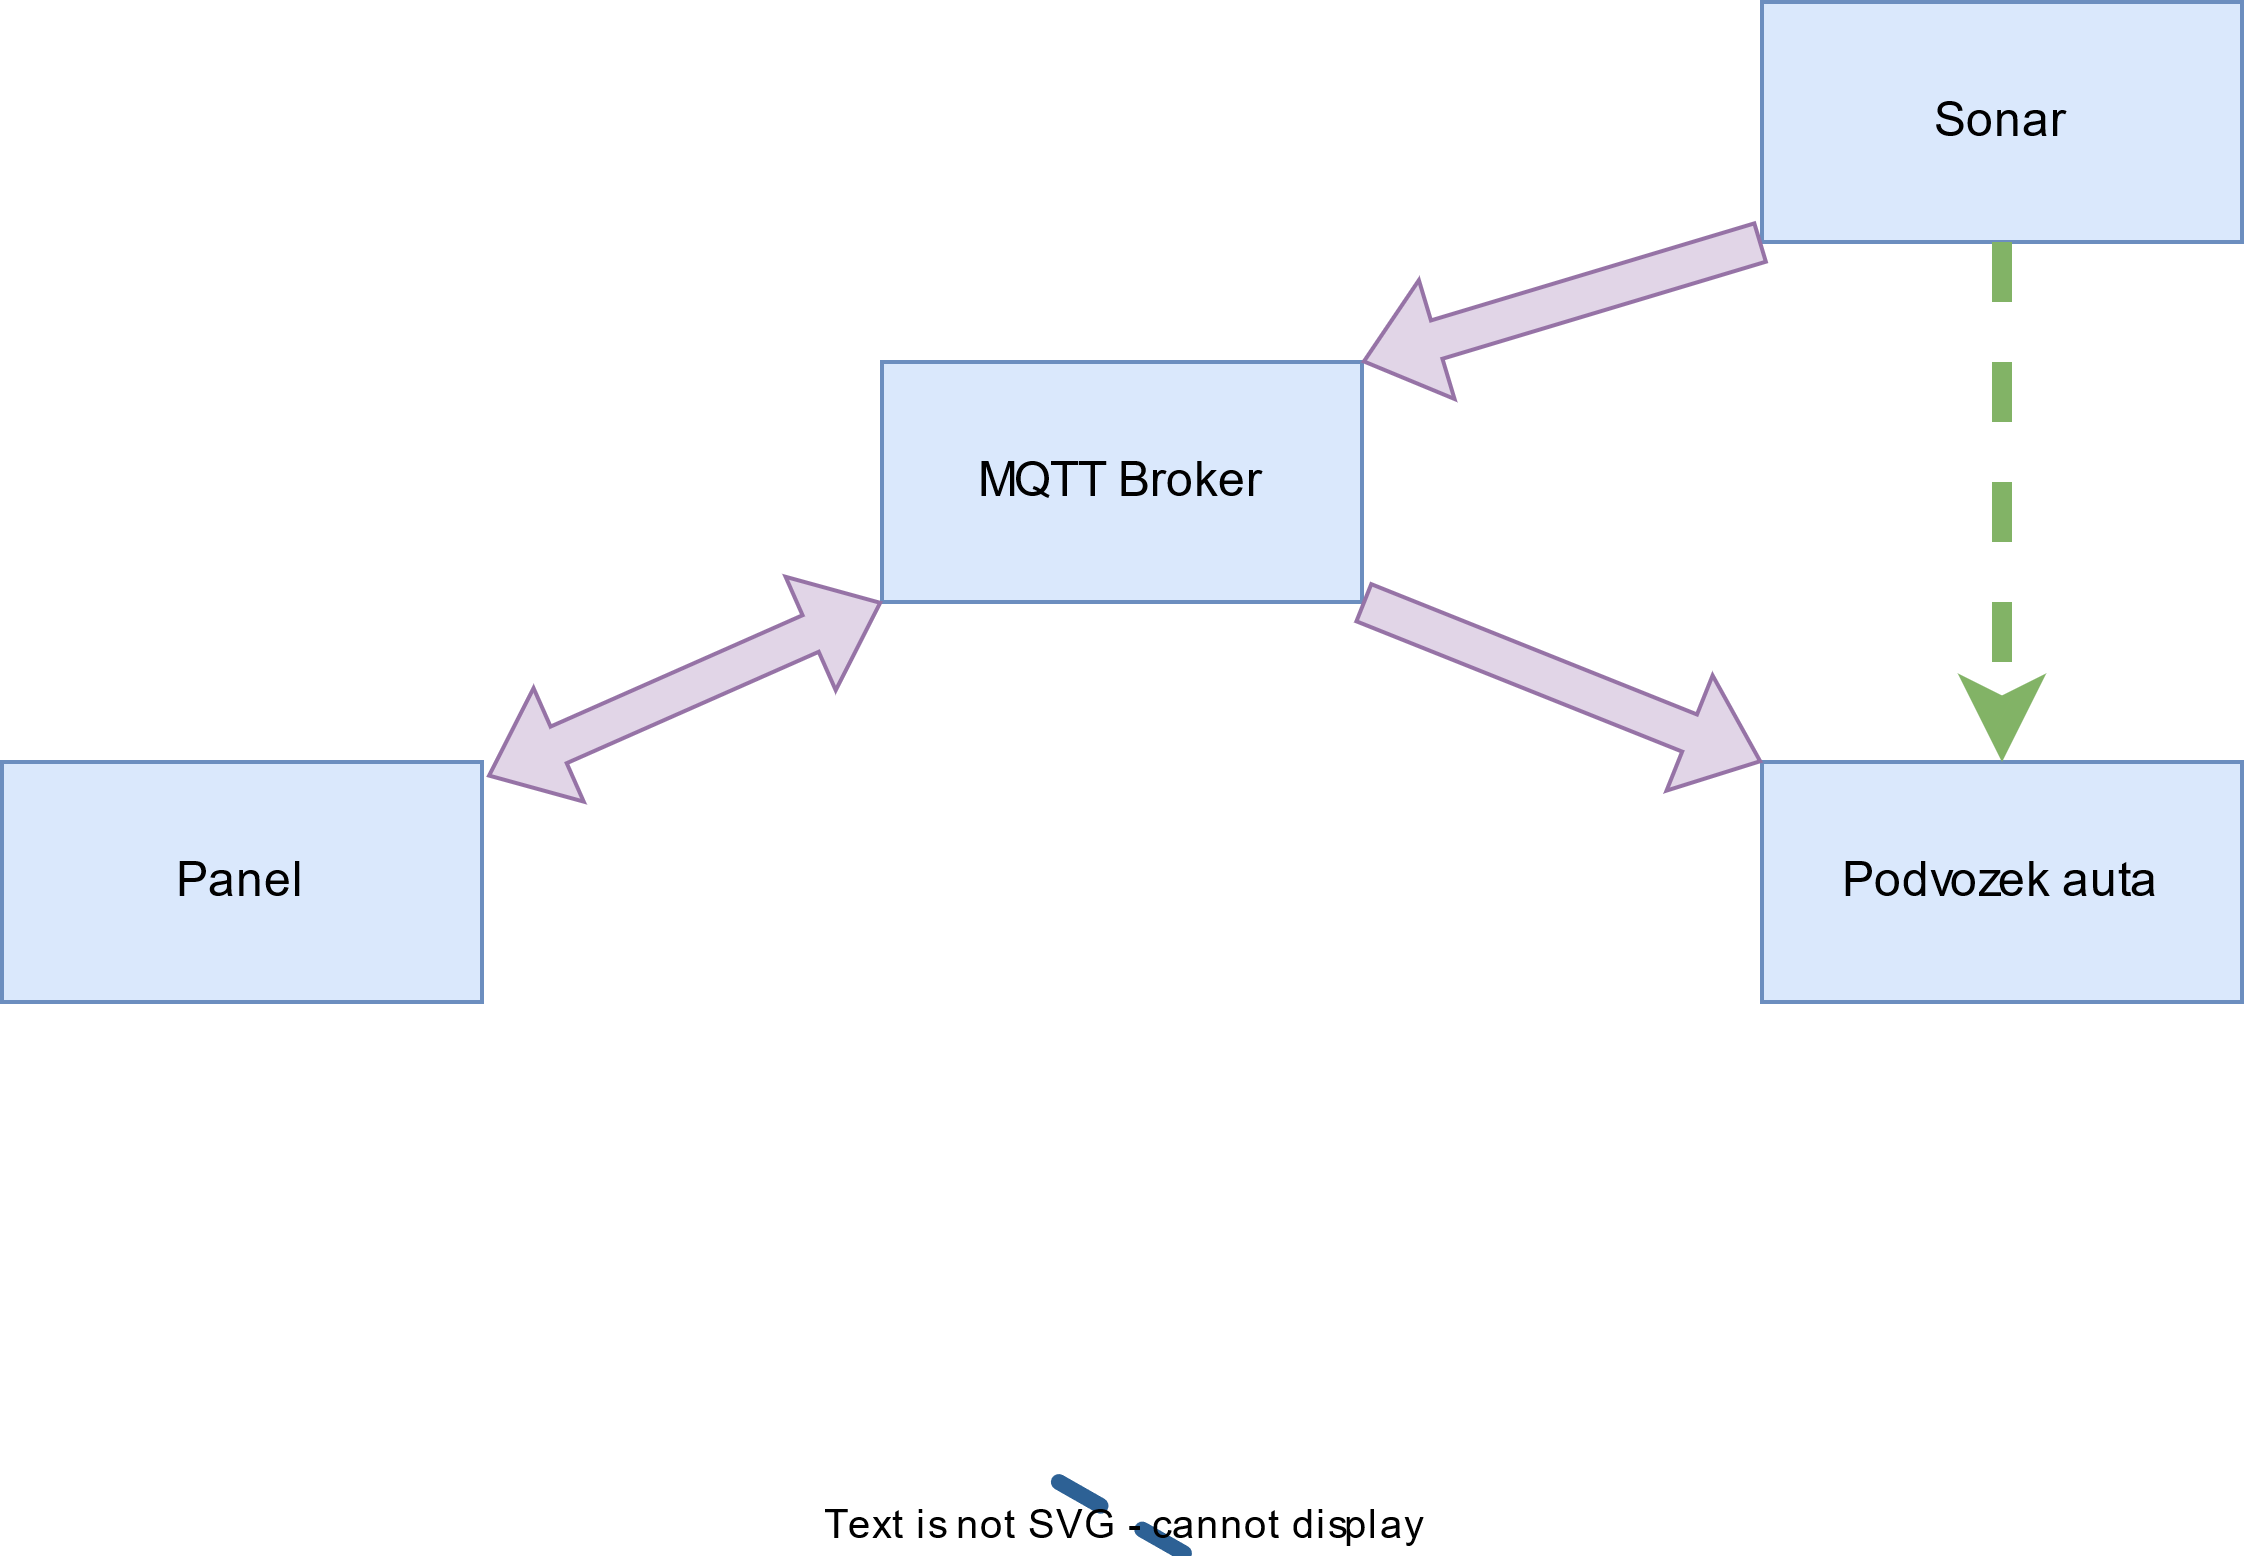 Sonar
MQTT Broker
Panel
Podvozek auta
Text is not SVG - cannot display